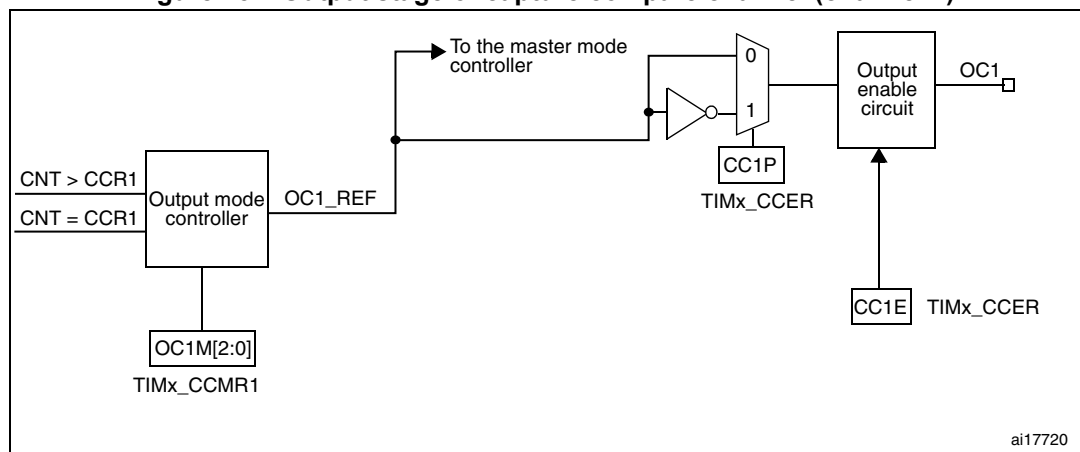 To the master mode
controller
0
1
Output
enable
circuit
OC1
CC1P
TIMx_CCER
CNT > CCR1
CNT = CCR1
Output mode
controller
OC1_REF
CC1E
TIMx_CCER
OC1M[2:0]
TIMx_CCMR1
ai17720